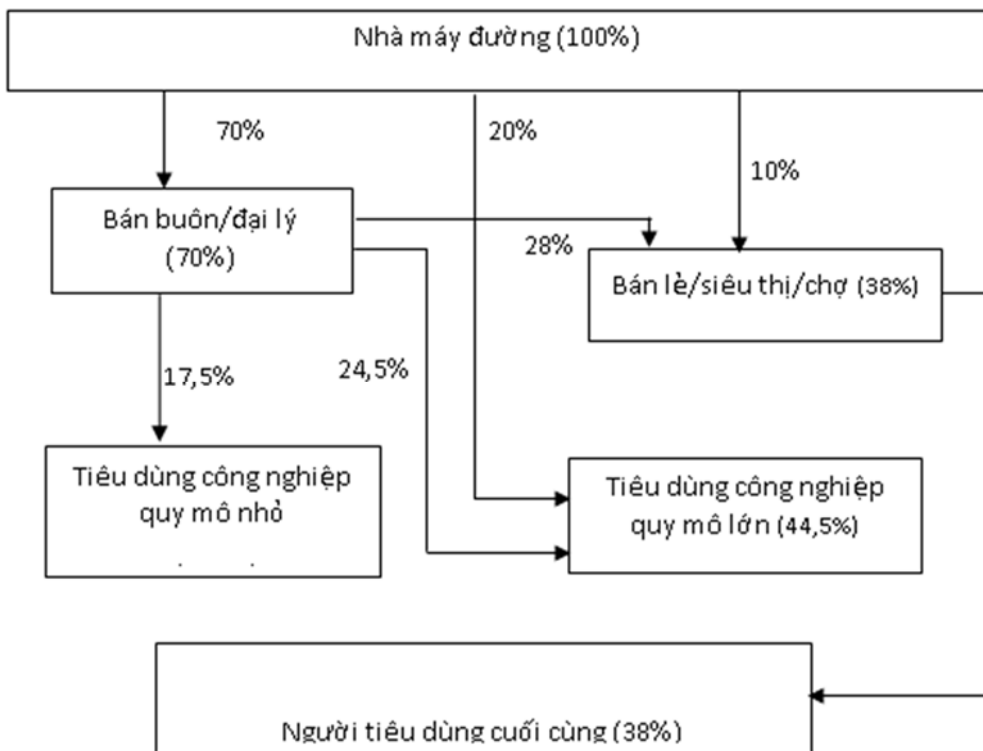 Nhà máy đường (100%)
70%
20%
10%
Bán buôn/đại lý
(70%)
28%
Bán lẻ/siêu thị/chợ (38%)
17,5%
24,5%
Tiêu dùng công nghiệp
quy mô nhỏ
Tiêu dùng công nghiệp
quy mô lớn (44,5%)
Người tiêu dùng cuối cùng (38%)